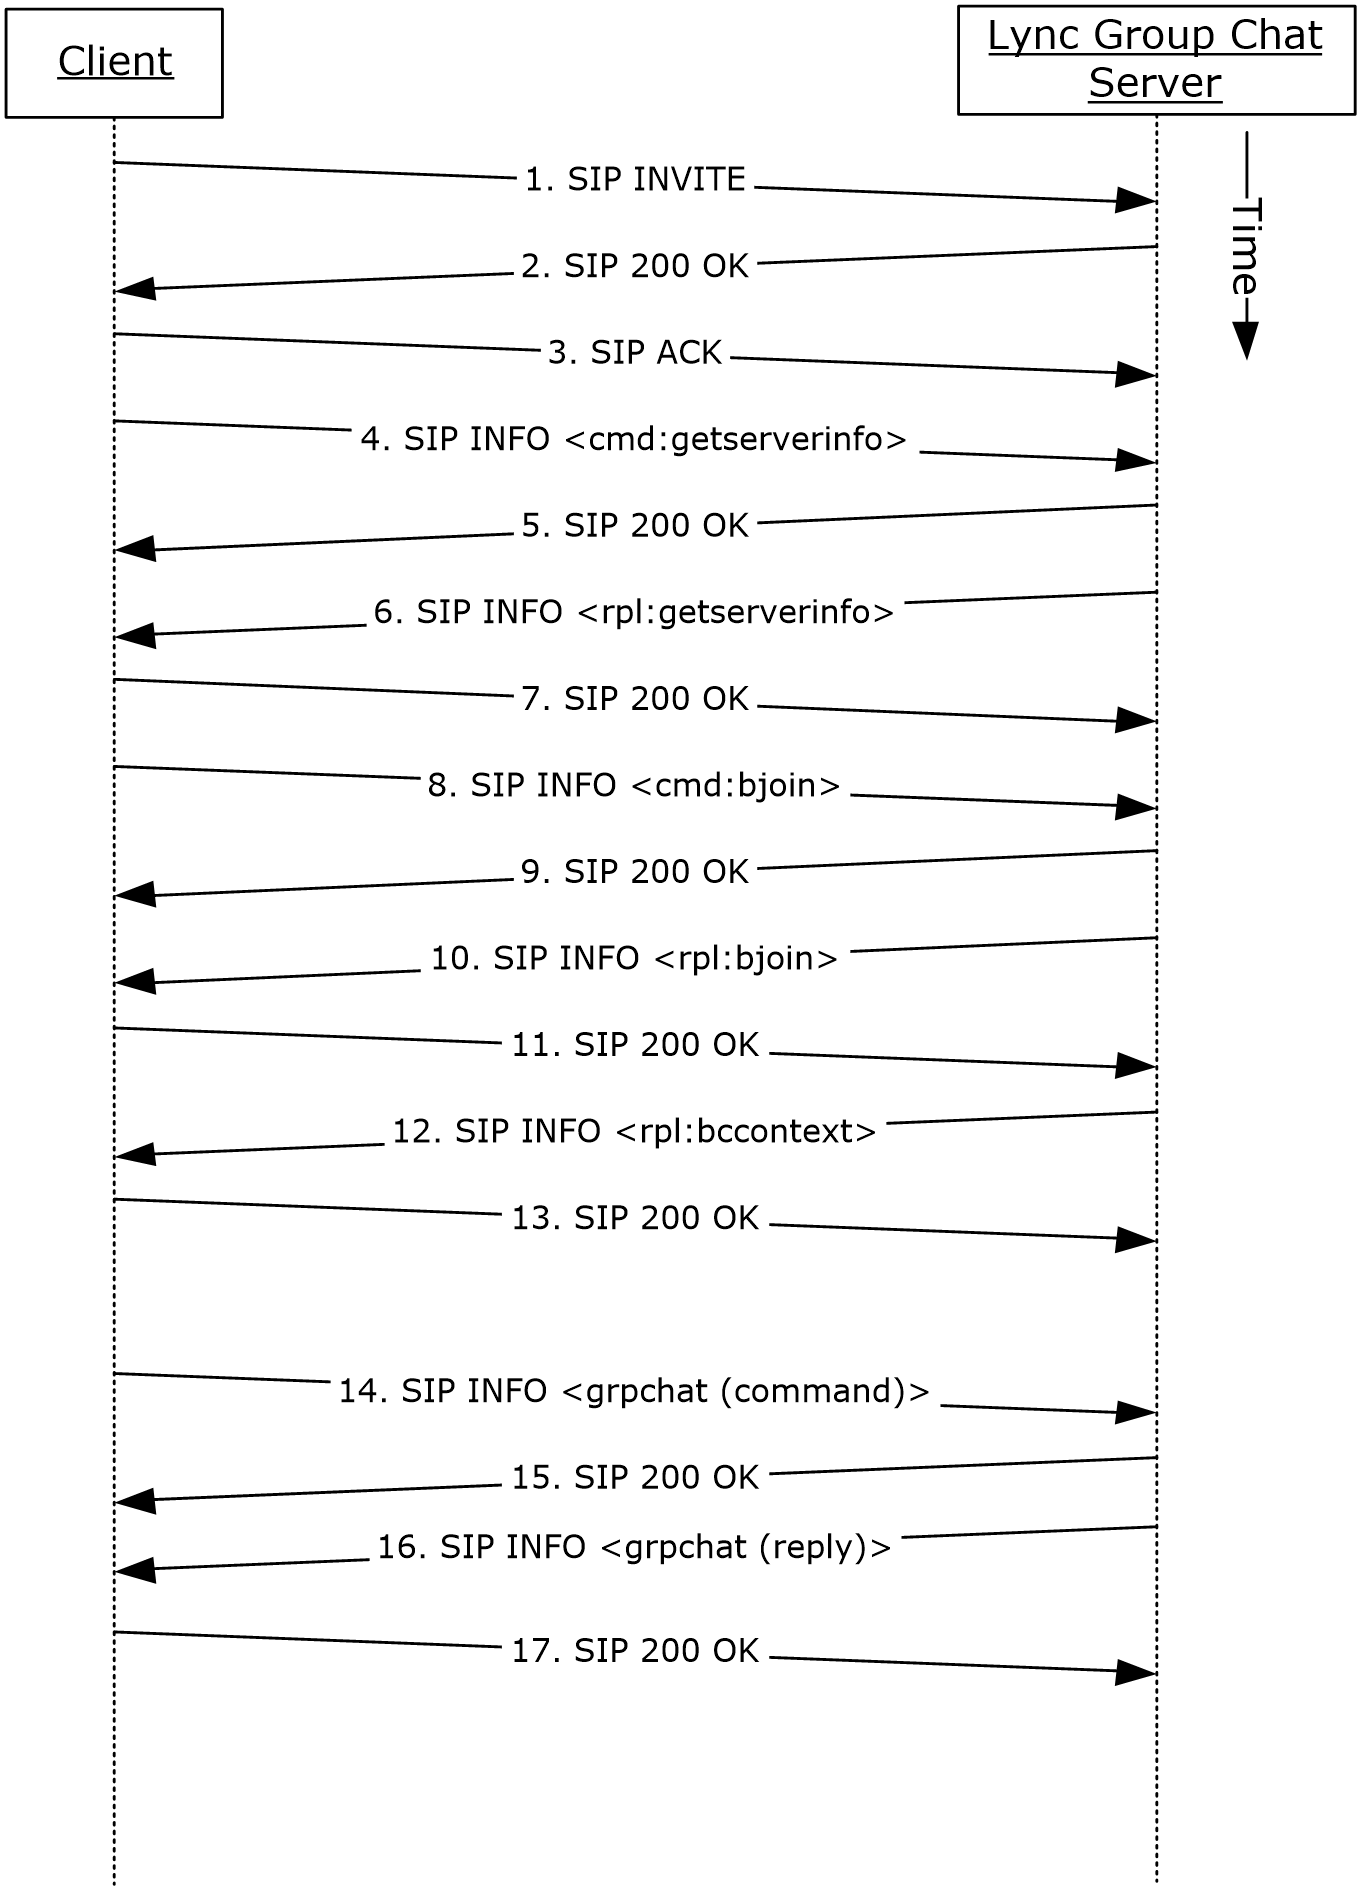 Client
Lync Group Chat
Server
Time
1. SIP INVITE
2. SIP 200 OK
3. SIP ACK
4. SIP INFO <cmd:getserverinfo>
5. SIP 200 OK
6. SIP INFO <rpl:getserverinfo>
7. SIP 200 OK
8. SIP INFO <cmd:bjoin>
9. SIP 200 OK
10. SIP INFO <rpl:bjoin>
11. SIP 200 OK
12. SIP INFO <rpl:bccontext>
13. SIP 200 OK
14. SIP INFO <grpchat (command)>
15. SIP 200 OK
16. SIP INFO <grpchat (reply)>
17. SIP 200 OK